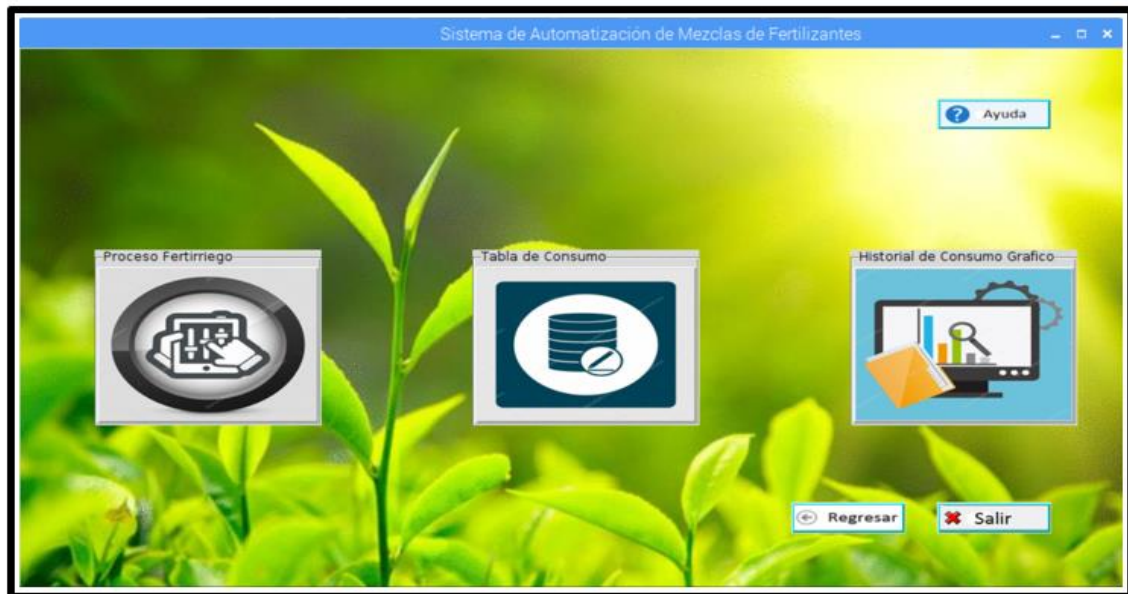 Sistema de Automatización de Mezclas de Fertilizantes
Ayuda
Proceso Fertirriego
Tabla de Consumo
Historial de Consumo Grafico
Regresar
Salir